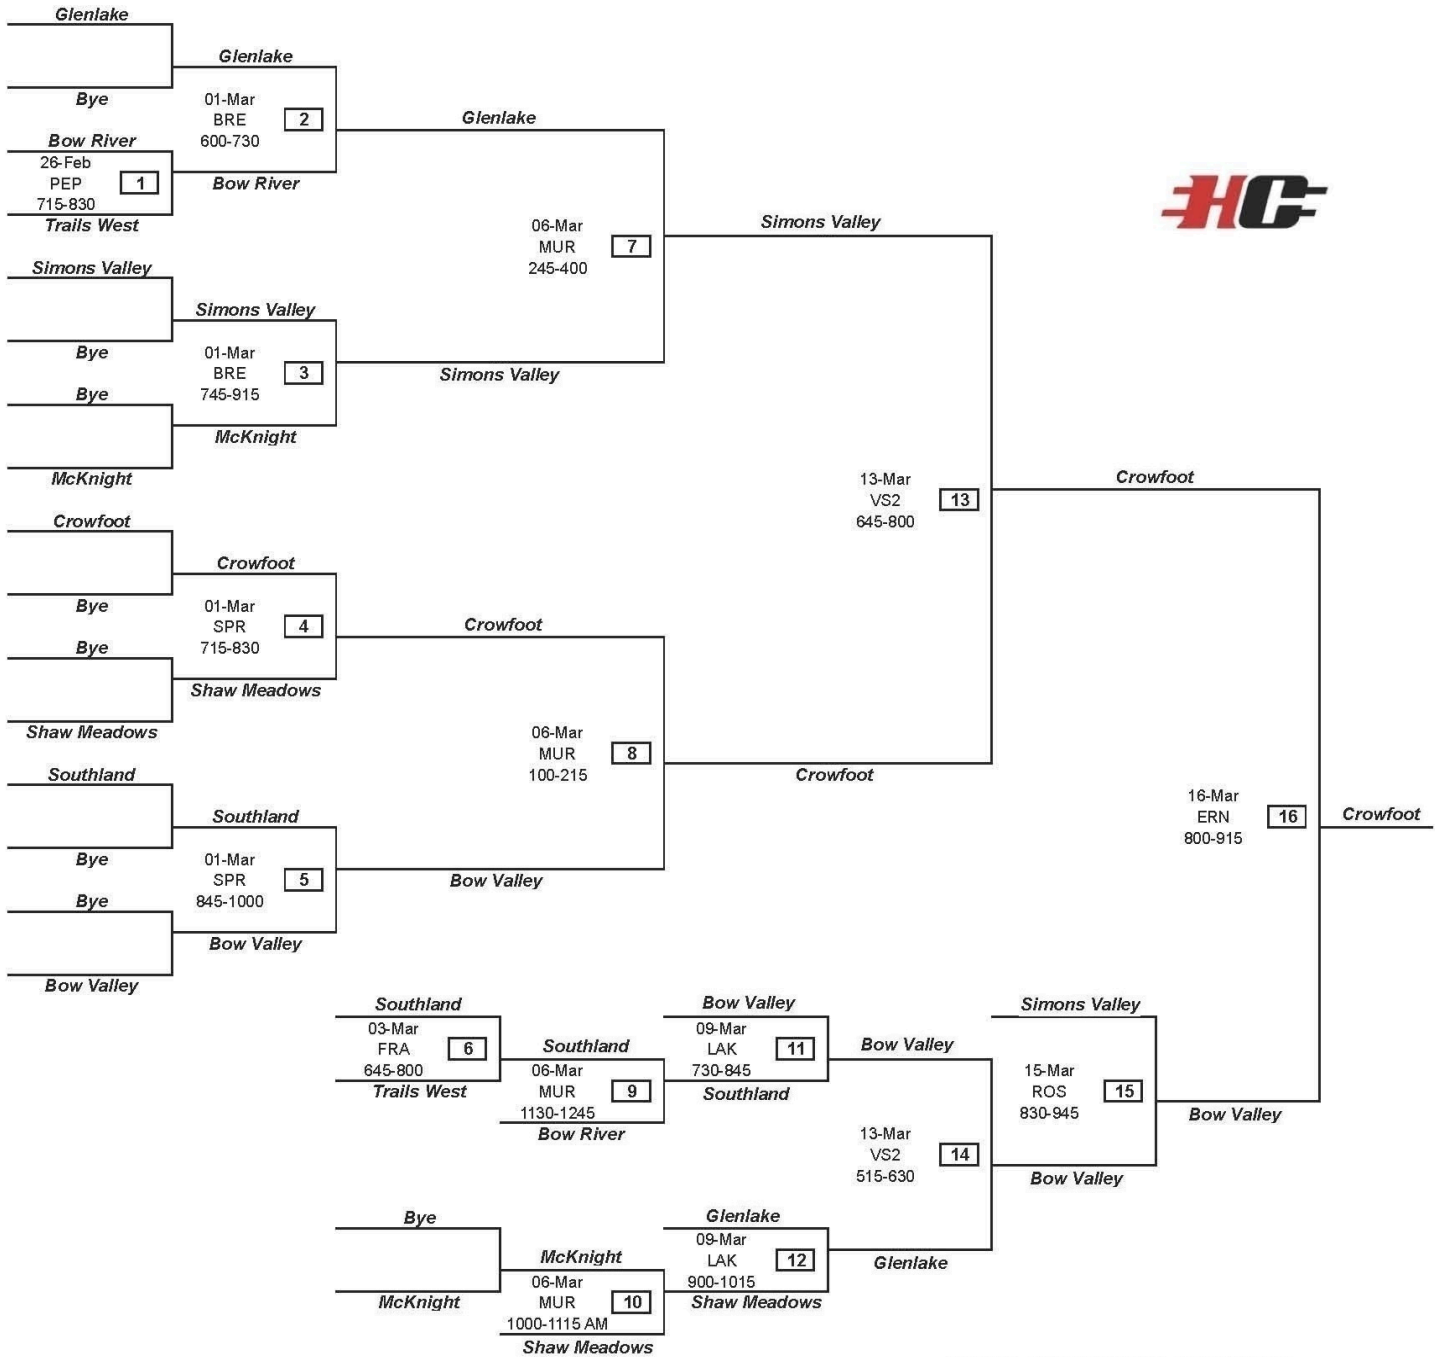 Glenlake
Bye
Bow River
26-Feb
PEP
1
715-830
Trails West
Simons Valley
Bye
Bye
McKnight
Crowfoot
Bye
Bye
Shaw Meadows
Southland
Bye
Bye
Bow Valley
Glenlake
01-Mar
BRE
2
600-730
Bow River
Simons Valley
01-Mar
BRE
3
745-915
McKnight
Crowfoot
01-Mar
SPR
4
715-830
Shaw Meadows
Southland
01-Mar
SPR
5
845-1000
Bow Valley
Glenlake
06-Mar
MUR
7
245-400
Simons Valley
Crowfoot
06-Mar
MUR
8
100-215
Bow Valley
HC
Simons Valley
13-Mar
VS2
13
645-800
Crowfoot
Crowfoot
16-Mar
ERN
16
800-915
Crowfoot
Southland
03-Mar
FRA
6
645-800
Trails West
Southland
06-Mar
MUR
9
1130-1245
Bow River
Bow Valley
09-Mar
LAK
11
730-845
Southland
Bye
McKnight
McKnight
06-Mar
MUR
10
1000-1115 AM
Shaw Meadows
Glenlake
09-Mar
LAK
12
900-1015
Shaw Meadows
Bow Valley
13-Mar
VS2
14
515-630
Glenlake
Simons Valley
15-Mar
ROS
15
830-945
Bow Valley
Bow Valley